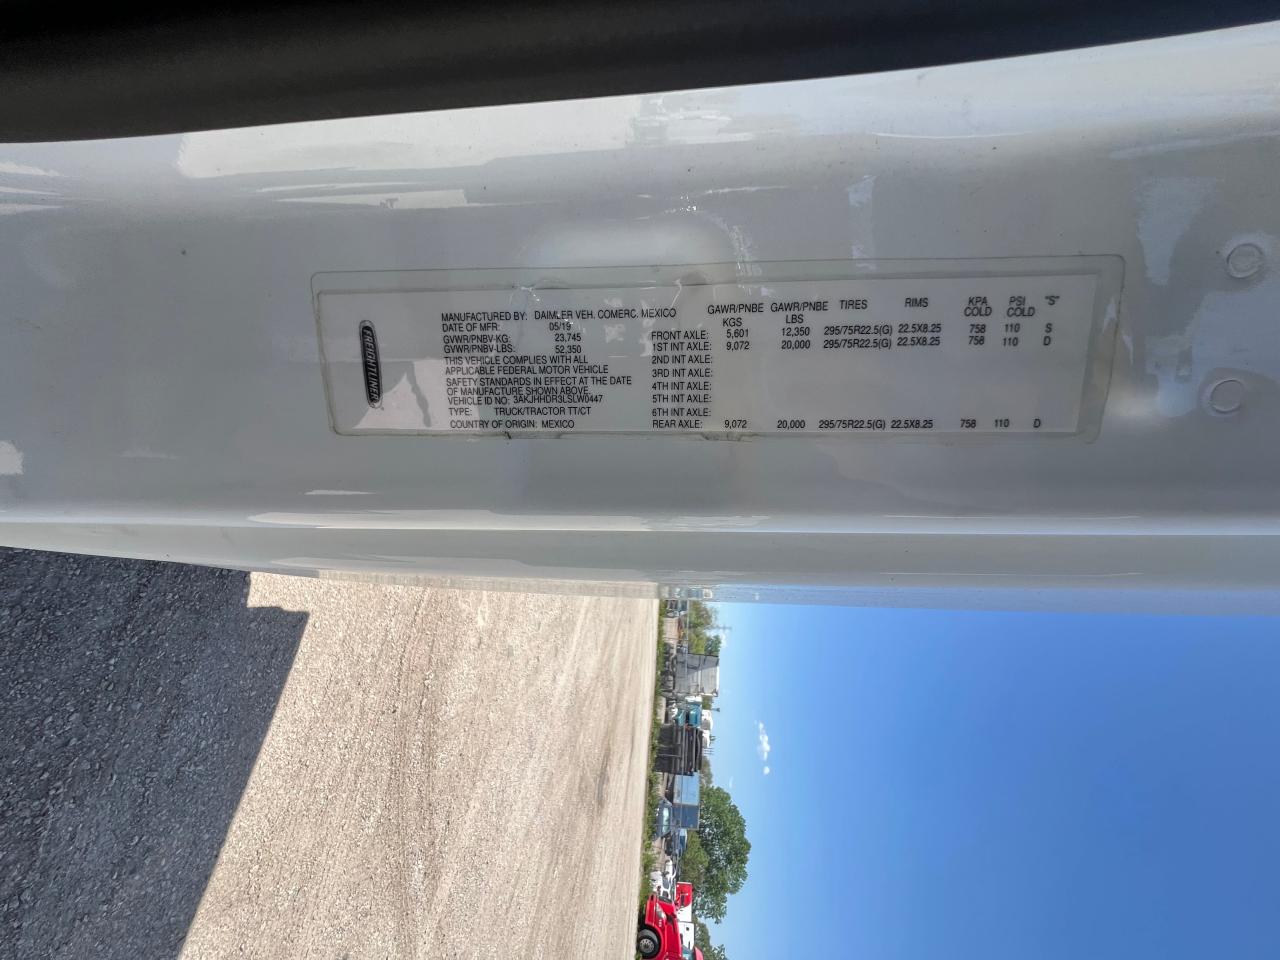 FREIGHTLINER
MANUFACTURED BY: DAIMLER VEH. COMERC. MEXICO
DATE OF MFR: 05/19
GVWR/PNBV-KG: 23,745
GVWR/PNBV-LBS: 52,350
THIS VEHICLE COMPLIES WITH ALL
APPLICABLE FEDERAL MOTOR VEHICLE
SAFETY STANDARDS IN EFFECT AT THE DATE
OF MANUFACTURE SHOWN ABOVE
VEHICLE ID NO: 3AKJHHDR3LSLW0447
TYPE: TRUCK/TRACTOR TT/CT
COUNTRY OF ORIGIN: MEXICO
GAWR/PNBE GAWR/PNBE TIRES RIMS KPA PSI "S"
KGS LBS COLD COLD
FRONT AXLE: 5,601 12,350 295/75R22.5(G) 22.5X8.25 758 110 S
1ST INT AXLE: 9,072 20,000 295/75R22.5(G) 22.5X8.25 758 110 D
2ND INT AXLE:
3RD INT AXLE:
4TH INT AXLE:
5TH INT AXLE:
6TH INT AXLE:
REAR AXLE: 9,072 20,000 295/75R22.5(G) 22.5X8.25 758 110 D